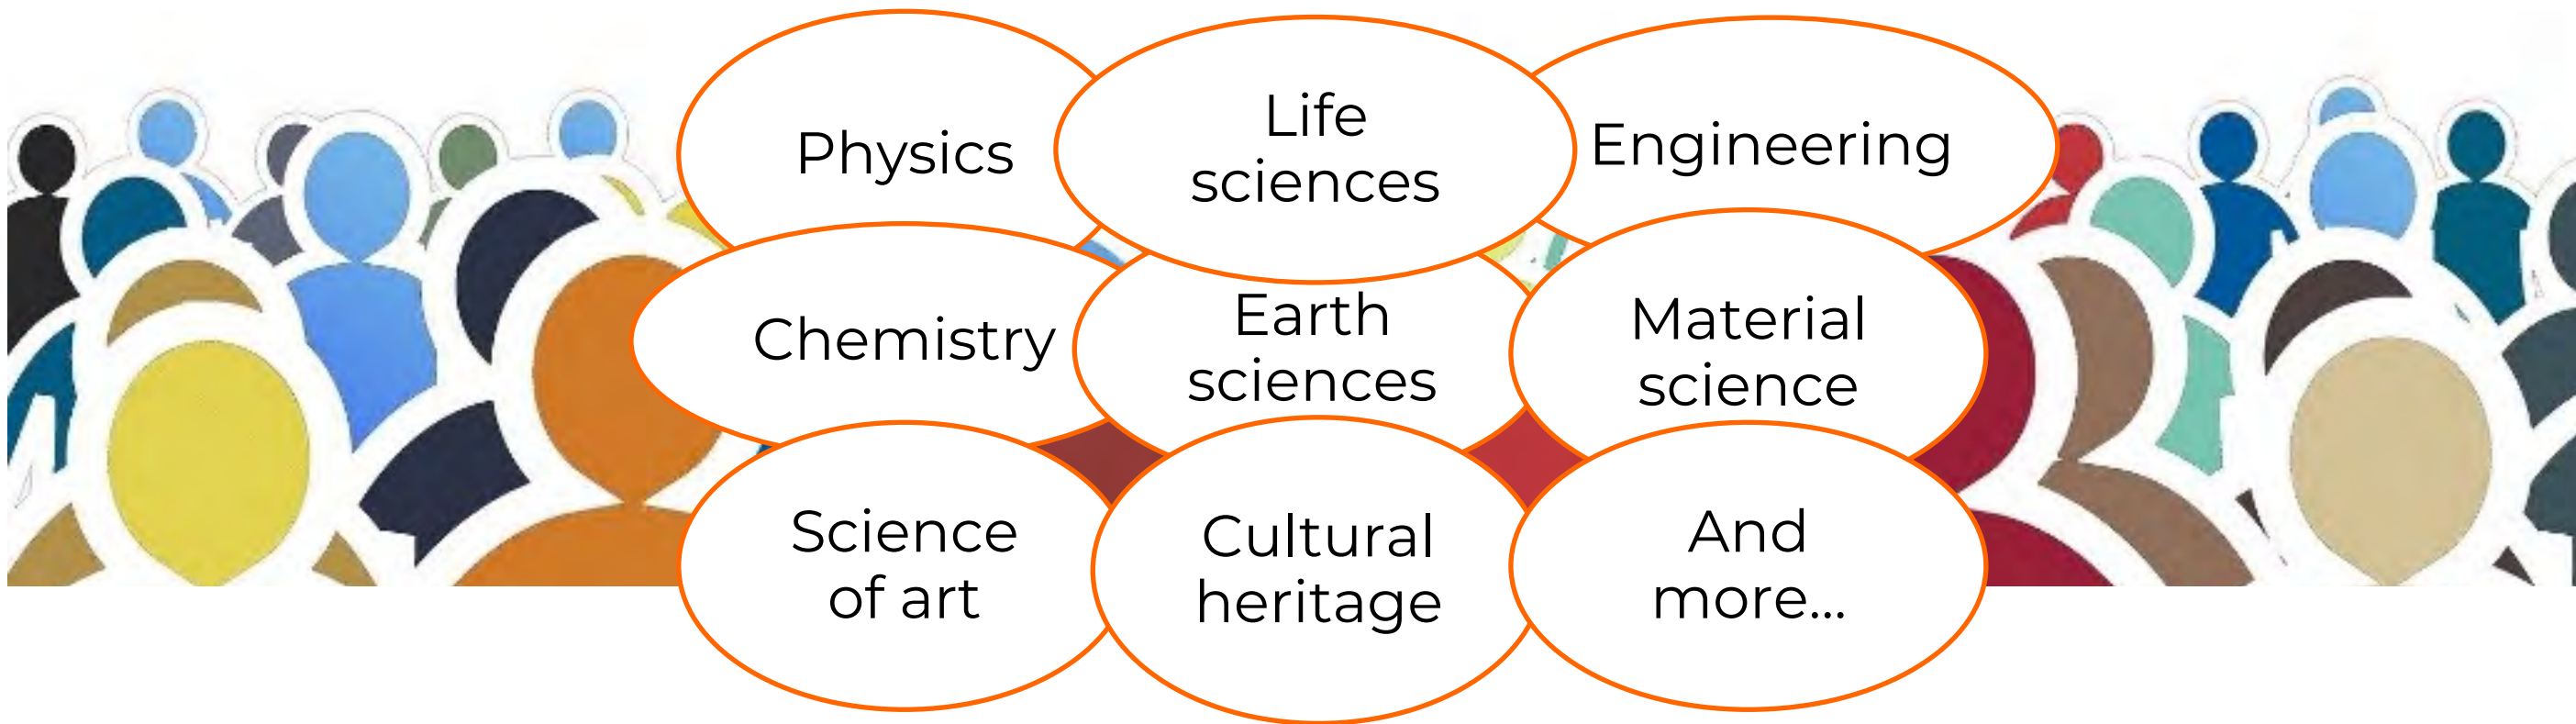 Physics
Life
sciences
Engineering
Chemistry
Earth
sciences
Material
science
Science
of art
Cultural
heritage
And
more...